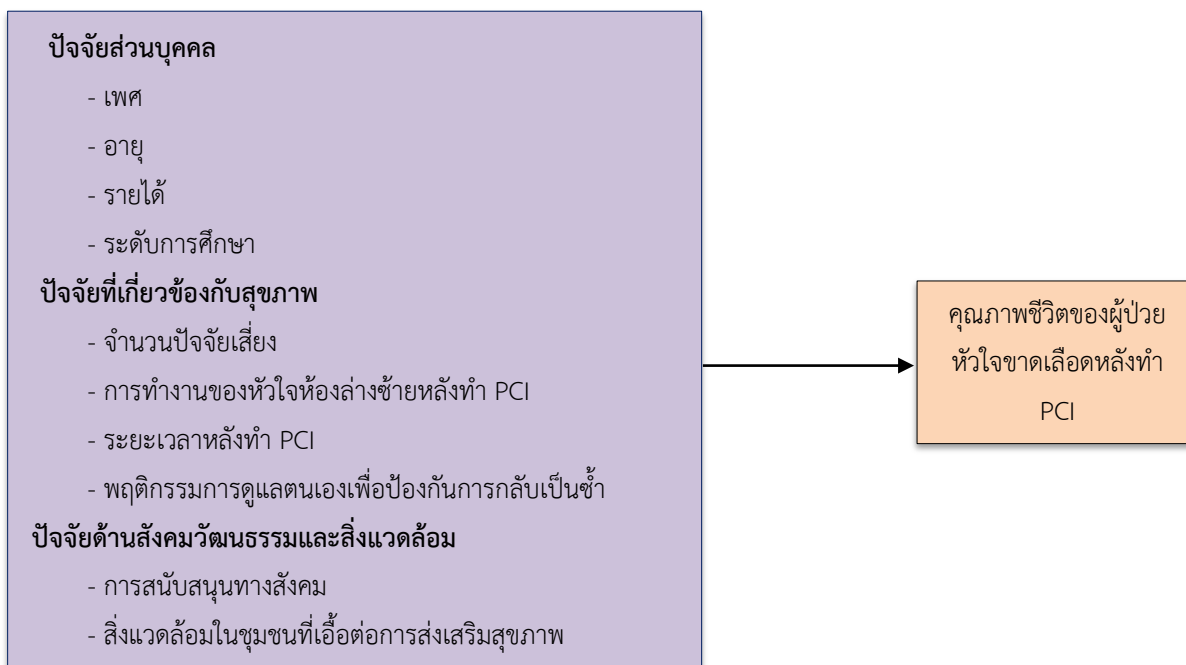 ปัจจัยส่วนบุคคล
- เพศ
- อายุ
- รายได้
- ระดับการศึกษา
ปัจจัยที่เกี่ยวข้องกับสุขภาพ
- จำนวนปัจจัยเสี่ยง
- การทำงานของหัวใจห้องล่างซ้ายหลังทำ PCI
- ระยะเวลาหลังทำ PCI
- พฤติกรรมการดูแลตนเองเพื่อป้องกันการกลับเป็นซ้ำ
ปัจจัยด้านสังคมวัฒนธรรมและสิ่งแวดล้อม
- การสนับสนุนทางสังคม
- สิ่งแวดล้อมในชุมชนที่เอื้อต่อการส่งเสริมสุขภาพ
คุณภาพชีวิตของผู้ป่วย
หัวใจขาดเลือดหลังทำ
PCI